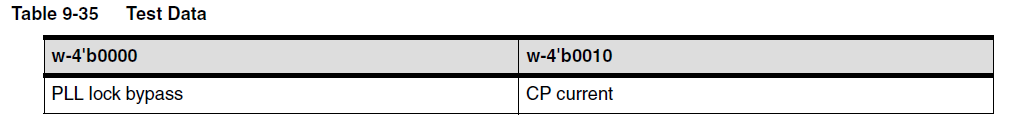 Table 9-35 Test Data
w-4'b0000 w-4'b0010
PLL lock bypass CP current